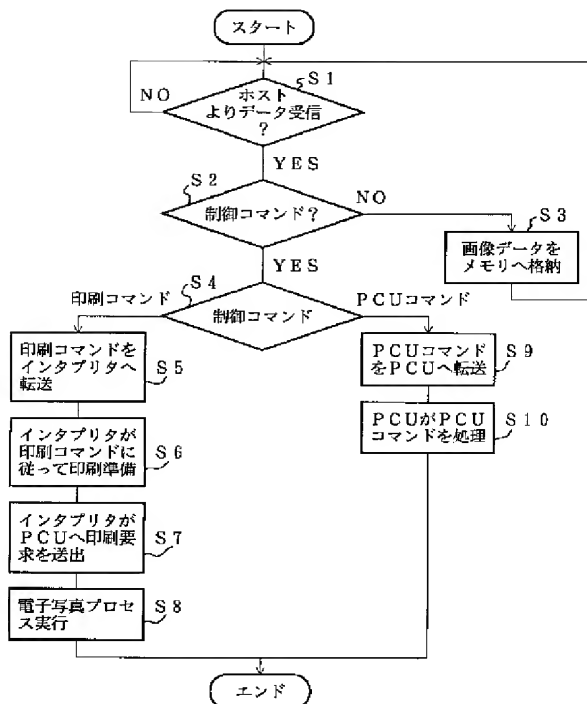 スタート
S1
NO
ホスト
よりデータ受信
?
YES
S2
制御コマンド?
NO
S3
画像データを
メモリへ格納
YES
S4
印刷コマンド
制御コマンド
PCUコマンド
印刷コマンドを
インタプリタへ
転送
S5
PCUコマンド
をPCUへ転送
S9
インタプリタが
印刷コマンドに
従って印刷準備
S6
PCUがPCU
コマンドを処理
S10
インタプリタが
PCUへ印刷要
求を送出
S7
電子写真プロセ
ス実行
S8
エンド